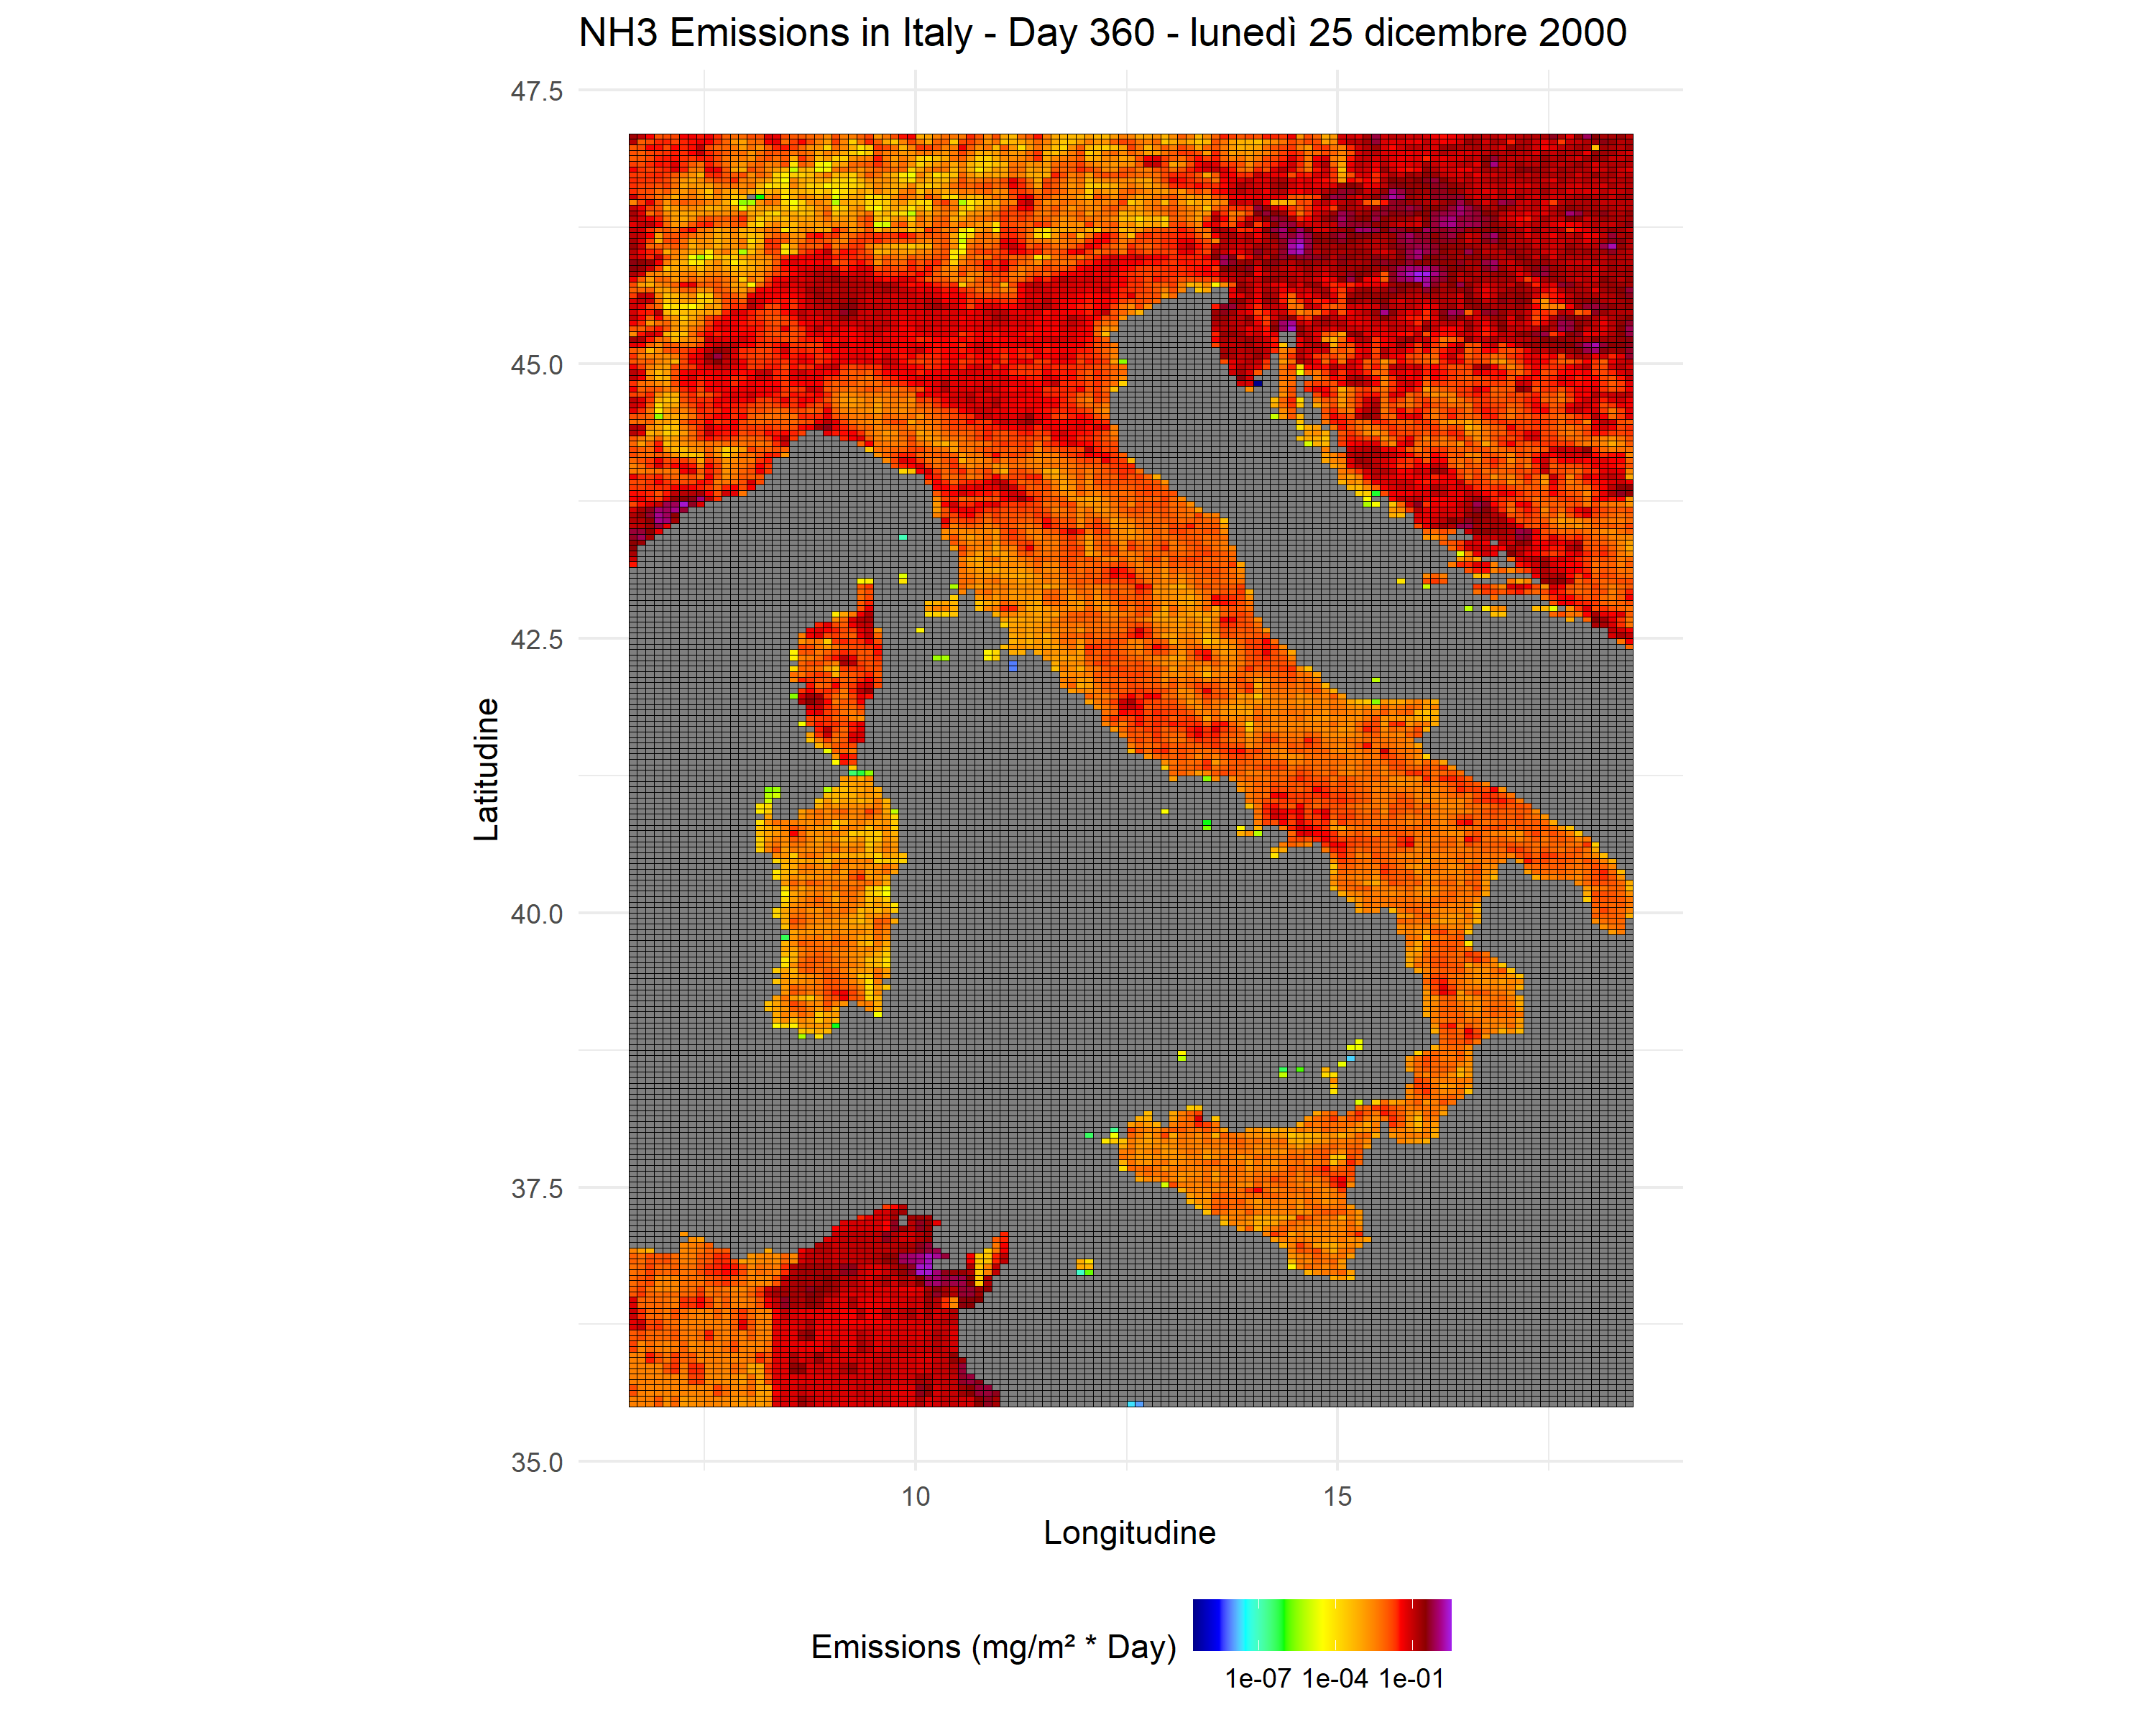 NH3 Emissions in Italy - Day 360 - lunedì 25 dicembre 2000
47.5
45.0
42.5
40.0
37.5
35.0
Latitudine
10 15
Longitudine
Emissions (mg/m² * Day)
1e-07 1e-04 1e-01